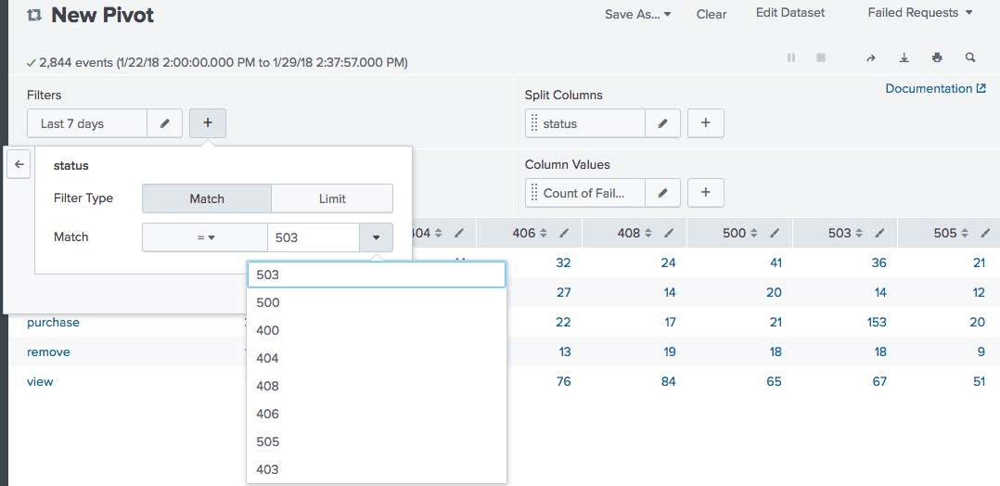 New Pivot
Save As... Clear Edit Dataset Failed Requests
2,844 events (1/22/18 2:00:00.000 PM to 1/29/18 2:37:57.000 PM)
Documentation
Filters
Last 7 days +
Split Columns
status +
Column Values
Count of Fail... +
status
Filter Type Match Limit
Match = 503
503
500
400
404
408
406
505
403
406 408 500 503 505
32 24 41 36 21
27 14 20 14 12
purchase 22 17 21 153 20
remove 13 19 18 18 9
view 76 84 65 67 51